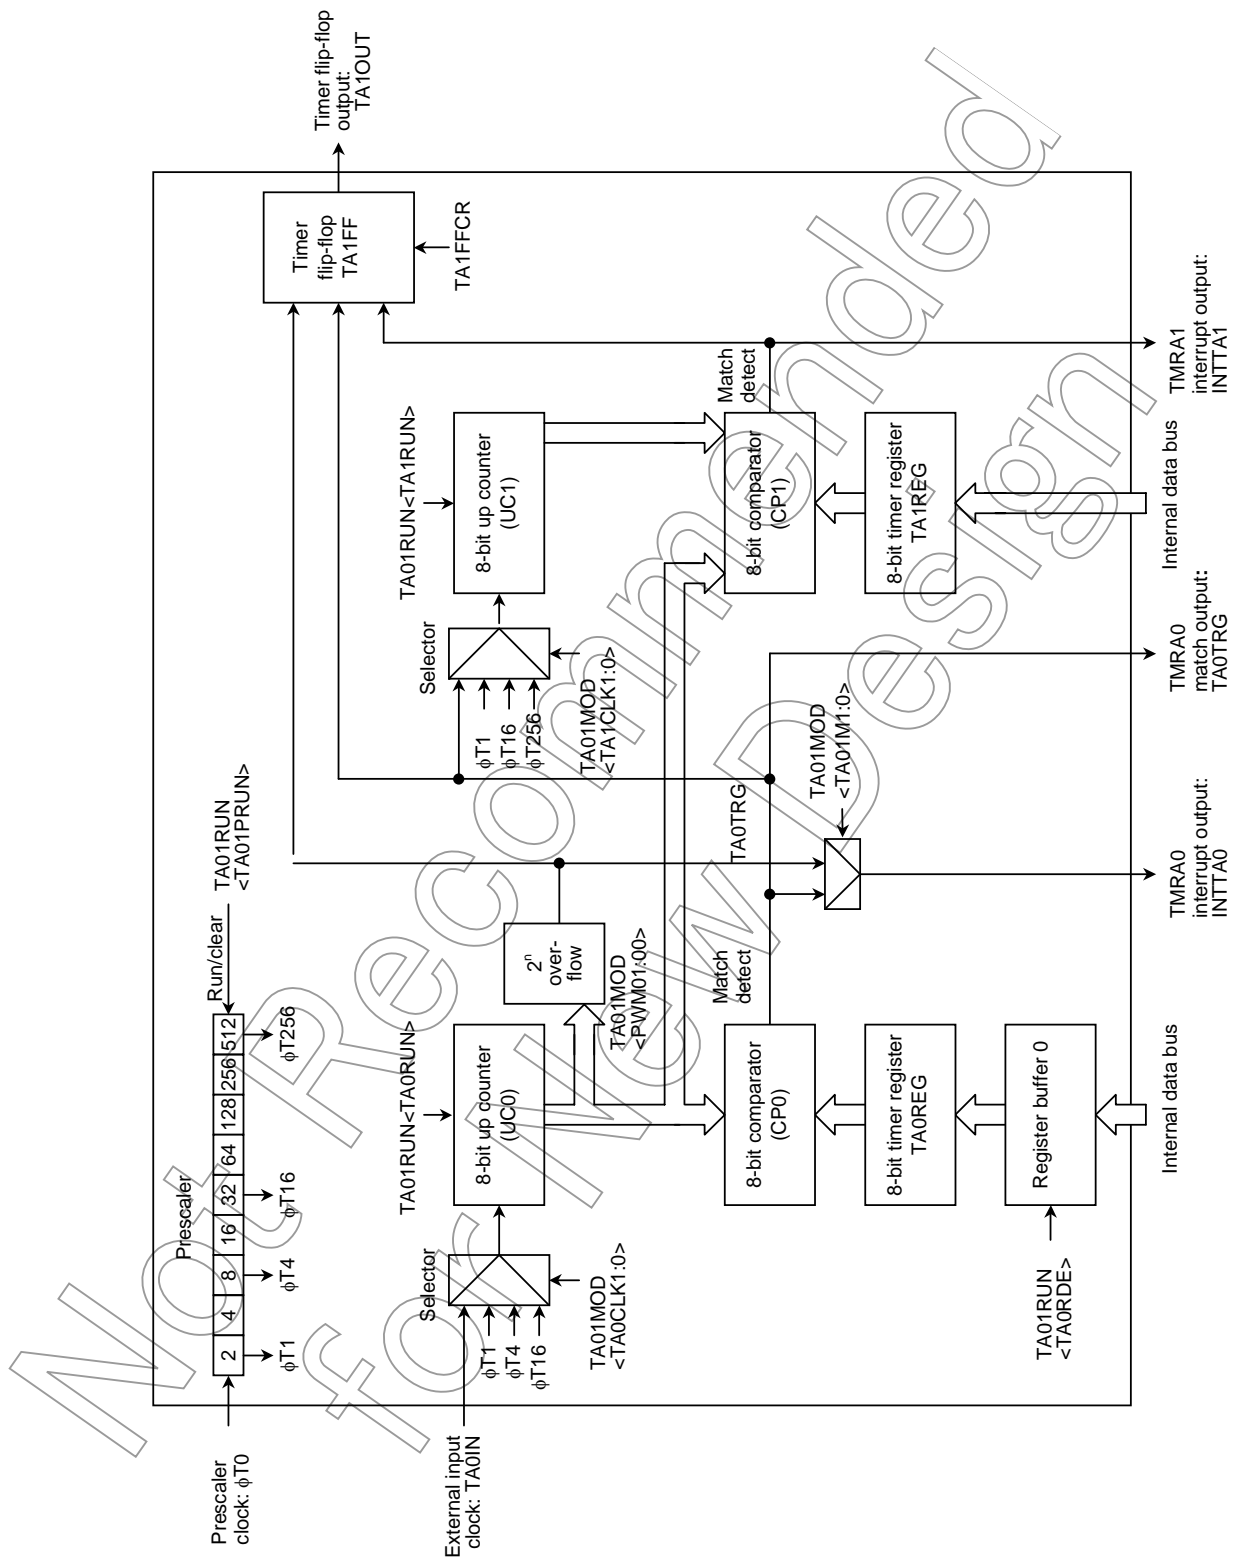 Prescaler
clock: ϕT0
Prescaler
2
4
8
16
32
64
128
256
512
Run/clear
TA01RUN
<TA01PRUN>
ϕT1
ϕT4
ϕT16
ϕT256
External input
clock: TA0IN
Selector
ϕT1
ϕT4
ϕT16
TA01MOD
<TA0CLK1:0>
TA01RUN<TA0RUN>
8-bit up counter
(UC0)
2n
over-
flow
TA01MOD
<PWM01:00>
Selector
ϕT1
ϕT16
ϕT256
TA01MOD
<TA1CLK1:0>
TA01RUN<TA1RUN>
8-bit up counter
(UC1)
Timer
flip-flop
TA1FF
TA1FFCR
Timer flip-flop
output:
TA1OUT
8-bit comparator
(CP0)
Match
detect
TA0TRG
8-bit comparator
(CP1)
Match
detect
TA01MOD
<TA01M1:0>
8-bit timer register
TA0REG
8-bit timer register
TA1REG
Register buffer 0
TA01RUN
<TA0RDE>
Internal data bus
TMRA0
interrupt output:
INTTA0
TMRA0
match output:
TA0TRG
Internal data bus
TMRA1
interrupt output:
INTTA1
Not Recommended
for New Design